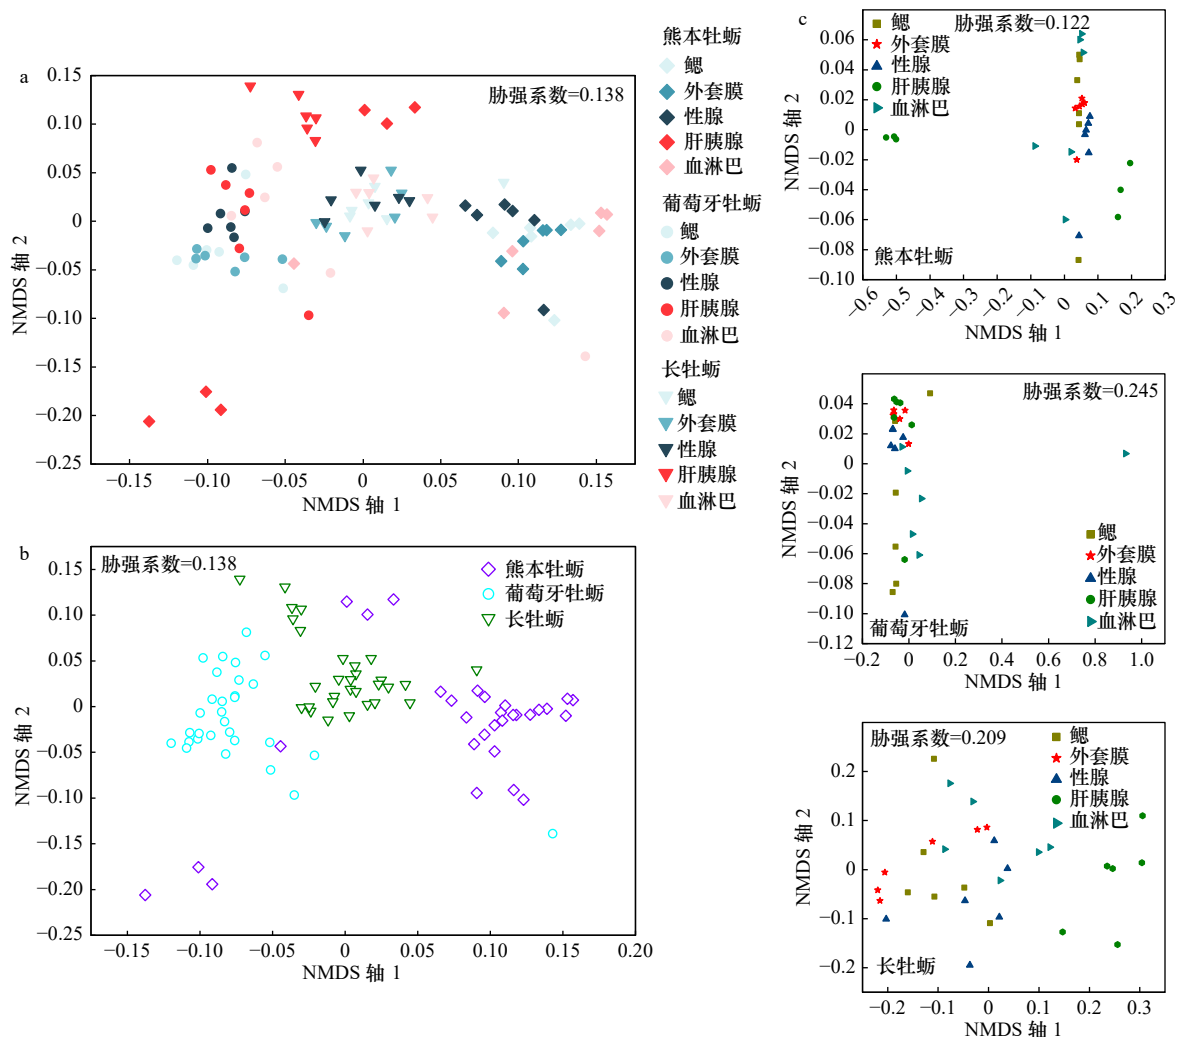 a
胁强系数=0.138
0.15
0.10
0.05
0
−0.05
−0.10
−0.15
−0.20
−0.25
NMDS 轴 2
−0.15
−0.10
−0.05
0
0.05
0.10
0.15
NMDS 轴 1
熊本牡蛎
鳃
外套膜
性腺
肝胰腺
血淋巴
葡萄牙牡蛎
鳃
外套膜
性腺
肝胰腺
血淋巴
长牡蛎
鳃
外套膜
性腺
肝胰腺
血淋巴
b
胁强系数=0.138
熊本牡蛎
葡萄牙牡蛎
长牡蛎
0.15
0.10
0.05
0
−0.05
−0.10
−0.15
−0.20
−0.25
NMDS 轴 2
−0.15
−0.10
−0.05
0
0.05
0.10
0.15
0.20
NMDS 轴 1
c
鳃
外套膜
性腺
肝胰腺
血淋巴
胁强系数=0.122
0.06
0.04
0.02
0
−0.02
−0.04
−0.06
−0.08
−0.10
NMDS 轴 2
熊本牡蛎
−0.6
−0.5
−0.4
−0.3
−0.2
−0.1
0
0.1
0.2
0.3
NMDS 轴 1
胁强系数=0.245
0.04
0.02
0
−0.02
−0.04
−0.06
−0.08
−0.10
−0.12
NMDS 轴 2
鳃
外套膜
性腺
肝胰腺
血淋巴
葡萄牙牡蛎
−0.2
0
0.2
0.4
0.6
0.8
1.0
NMDS 轴 1
胁强系数=0.209
鳃
外套膜
性腺
肝胰腺
血淋巴
0.2
0.1
0
−0.1
−0.2
NMDS 轴 2
长牡蛎
−0.2
−0.1
0
0.1
0.2
0.3
NMDS 轴 1